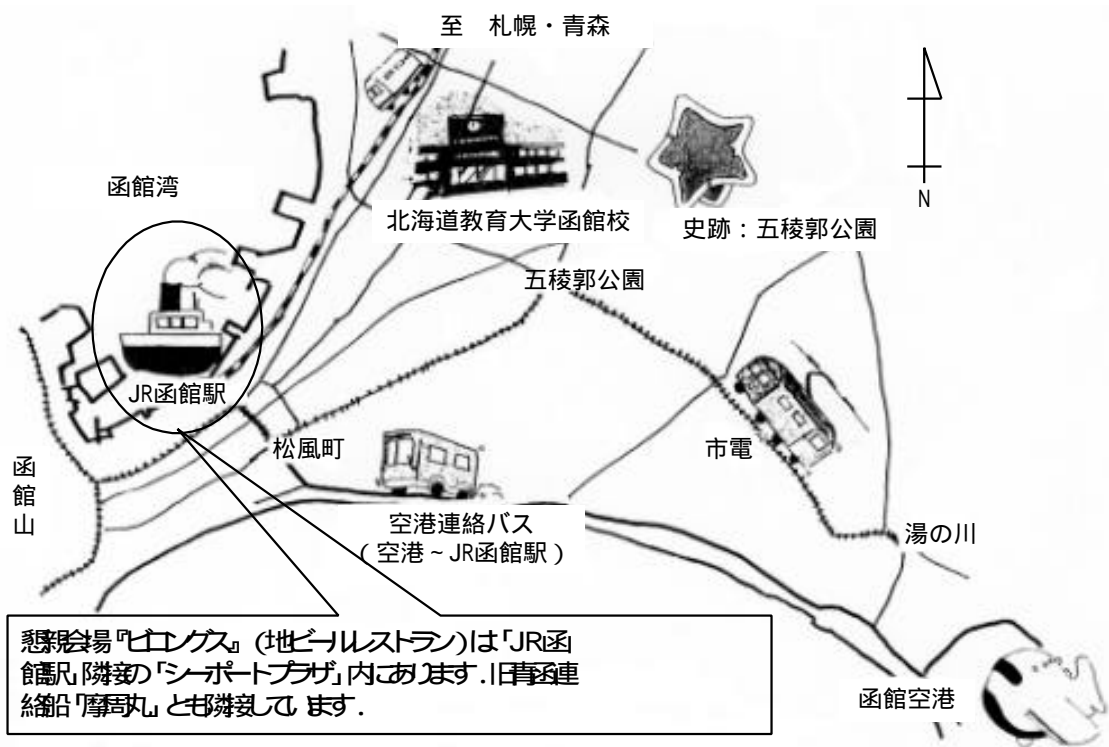 至 札幌・青森
N
函館湾
北海道教育大学函館校
史跡:五稜郭公園
五稜郭公園
JR函館駅
松風町
市電
函館山
空港連絡バス
(空港~JR函館駅)
湯の川
懇親会場『ビロングス』(地ビールレストラン)は「JR函
館駅」隣接の「シーポートプラザ」内にあります.旧青函連
絡船「摩周丸」とも隣接しています.
函館空港